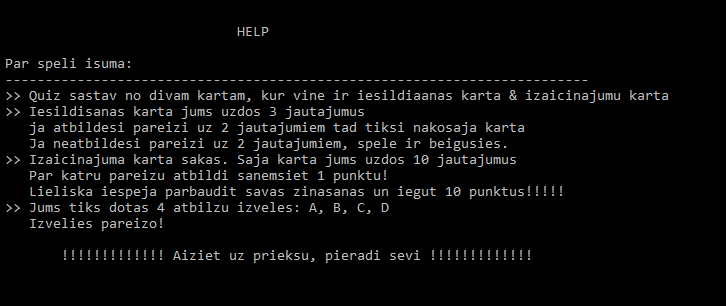 HELP
Par speli isuma:
-------------------------------------------------------------------------
>> Quiz sastav no divam kartam, kur vine ir iesildiaanas karta & izaicinajumu karta
>> Iesildisanas karta jums uzdos 3 jautajumus
ja atbildesi pareizi uz 2 jautajumiem tad tiksi nakosaja karta
Ja neatbildesi pareizi uz 2 jautajumiem, spele ir beigusies.
>> Izaicinajuma karta sakas. Saja karta jums uzdos 10 jautajumus
Par katru pareizu atbildi sanemsiet 1 punktu!
Lieliska iespeja parbaudit savas zinasanas un iegut 10 punktus!!!!!
>> Jums tiks dotas 4 atbilzu izveles: A, B, C, D
Izvelies pareizo!
!!!!!!!!!!!!! Aiziet uz prieksu, pieradi sevi !!!!!!!!!!!!!